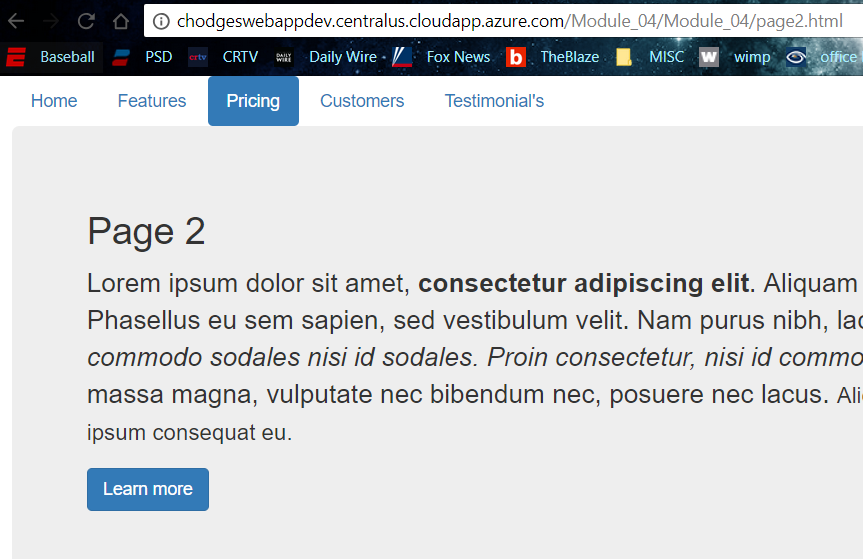 chodgeswebappdev.centralus.cloudapp.azure.com/Module_04/Module_04/page2.html
Baseball PSD crtv CRTV DAILY WIRE Daily Wire - Fox News b TheBlaze MISC W wimp office
Home Features Pricing Customers Testimonial's
Page 2
Lorem ipsum dolor sit amet, consectetur adipiscing elit. Aliquam
Phasellus eu sem sapien, sed vestibulum velit. Nam purus nibh, lac
commodo sodales nisi id sodales. Proin consectetur, nisi id commo
massa magna, vulputate nec bibendum nec, posuere nec lacus. Ali
ipsum consequat eu.
Learn more